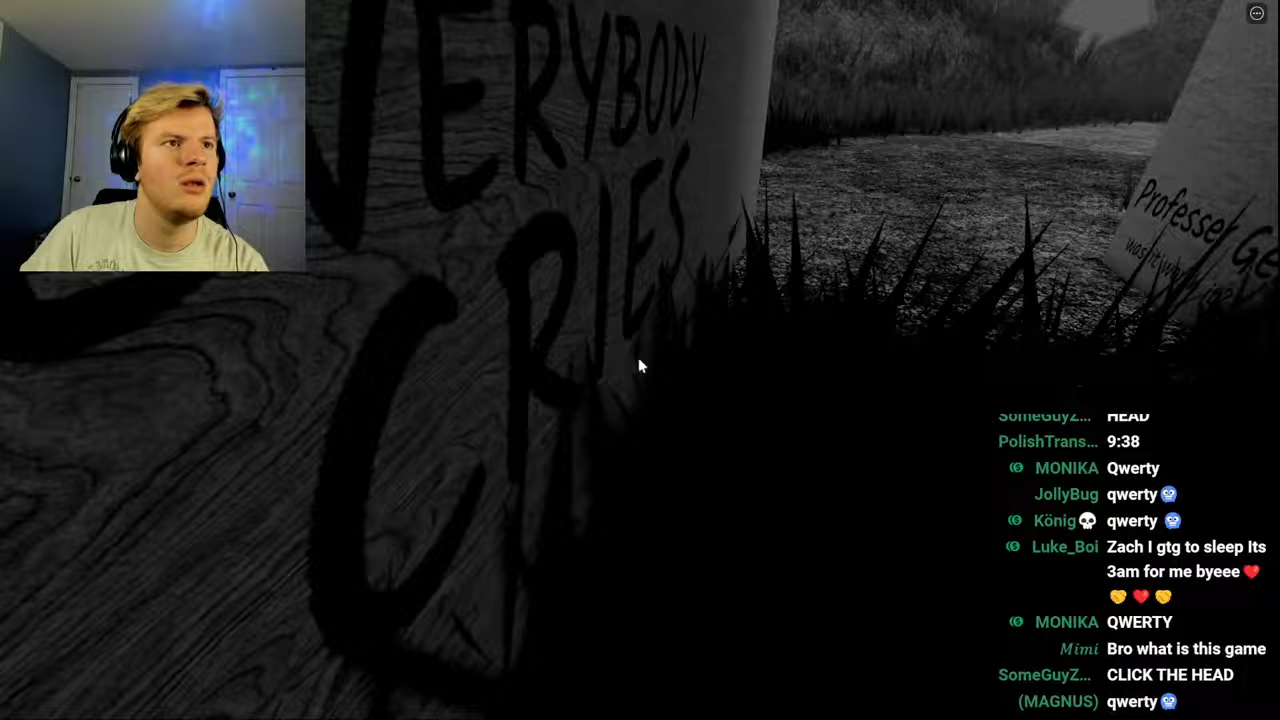 VERYBODY
CRIES
C
Professer Ge
SomeGuyZ... HEAD
PolishTrans... 9:38
MONIKA Qwerty
JollyBug qwerty🥶
König💀 qwerty 🥶
Luke_Boi Zach I gtg to sleep Its
3am for me byeee❤️
🤝❤️🤝
MONIKA QWERTY
Mimi Bro what is this game
SomeGuyZ... CLICK THE HEAD
(MAGNUS) qwerty🥶